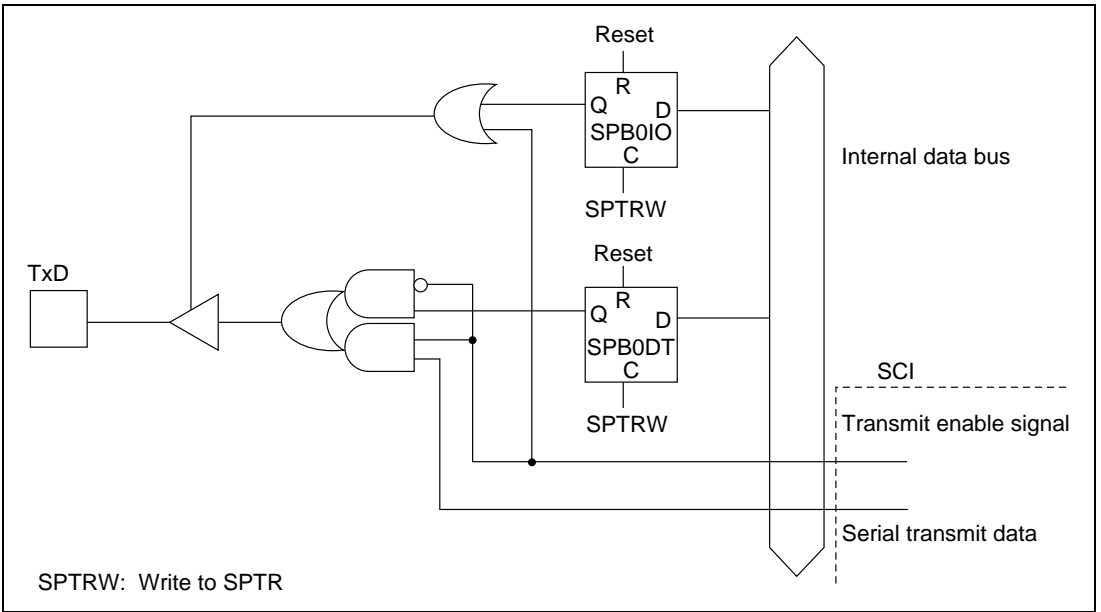 Reset
R
Q
D
SPB0IO
C
SPTRW
Internal data bus
Reset
R
Q
D
SPB0DT
C
SPTRW
TxD
SCI
Transmit enable signal
Serial transmit data
SPTRW: Write to SPTR